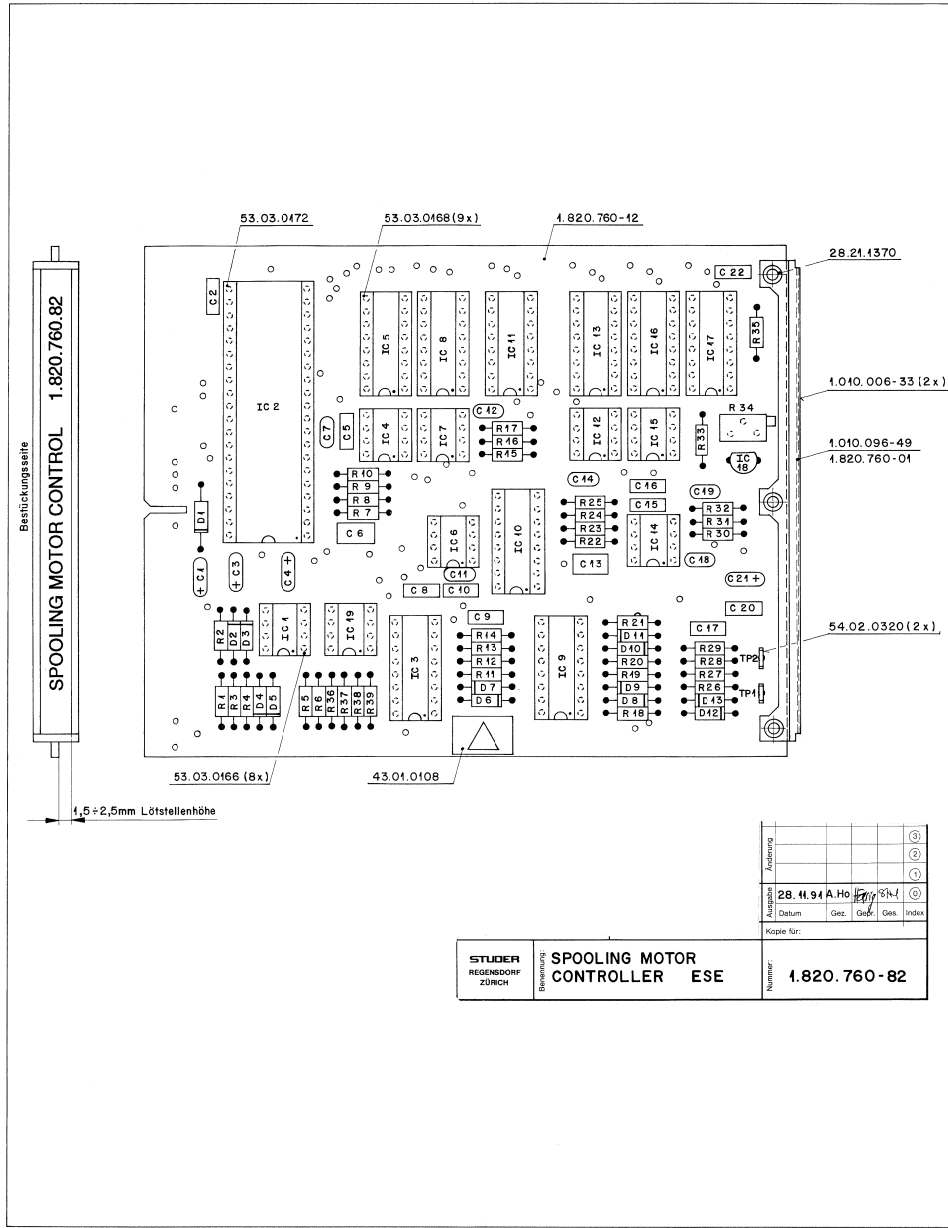 53.03.0172
53.03.0168(9x)
1.820.760-12
28.21.1370
1.010.006-33(2x)
1.010.096-49
1.820.760-01
54.02.0320(2x)
Bestückungsseite
SPOOLING MOTOR CONTROL 1.820.760.82
C2
IC2
IC5
IC8
IC11
IC13
IC16
IC17
C22
R35
R34
R33
IC18
IC4
IC7
C7
C5
C12
R17
R16
R15
IC12
IC15
R10
R9
R8
R7
C6
C14
C16
C15
C19
R25
R24
R23
R22
R32
R31
R30
D1
IC6
IC10
IC14
C13
C18
C11
C8
C10
C21+
C20
+C1
+C3
C4+
R2
D2
D3
IC1
IC19
IC3
C9
IC9
C17
R14
R13
R12
R11
D7
D6
R21
D11
D10
R20
R19
D9
D8
R18
R29
R28
R27
R26
D13
D12
TP2
TP1
R1
R3
R4
D4
D5
R5
R6
R36
R37
R38
R39
53.03.0166(8x)
43.01.0108
1,5÷2,5mm Lötstellenhöhe
Änderung
3
2
1
Ausgabe
28.11.91 A.Ho
0
Datum Gez. Gepr. Ges. Index
Kopie für:
STUDER
REGENSDORF
ZÜRICH
Benennung:
SPOOLING MOTOR
CONTROLLER ESE
Nummer:
1.820.760-82